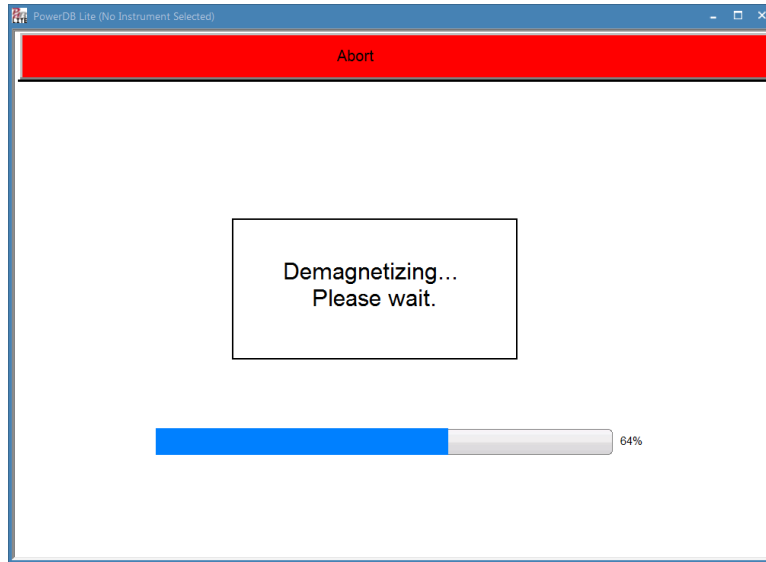 PowerDB Lite (No Instrument Selected)
Abort
Demagnetizing...
Please wait.
64%